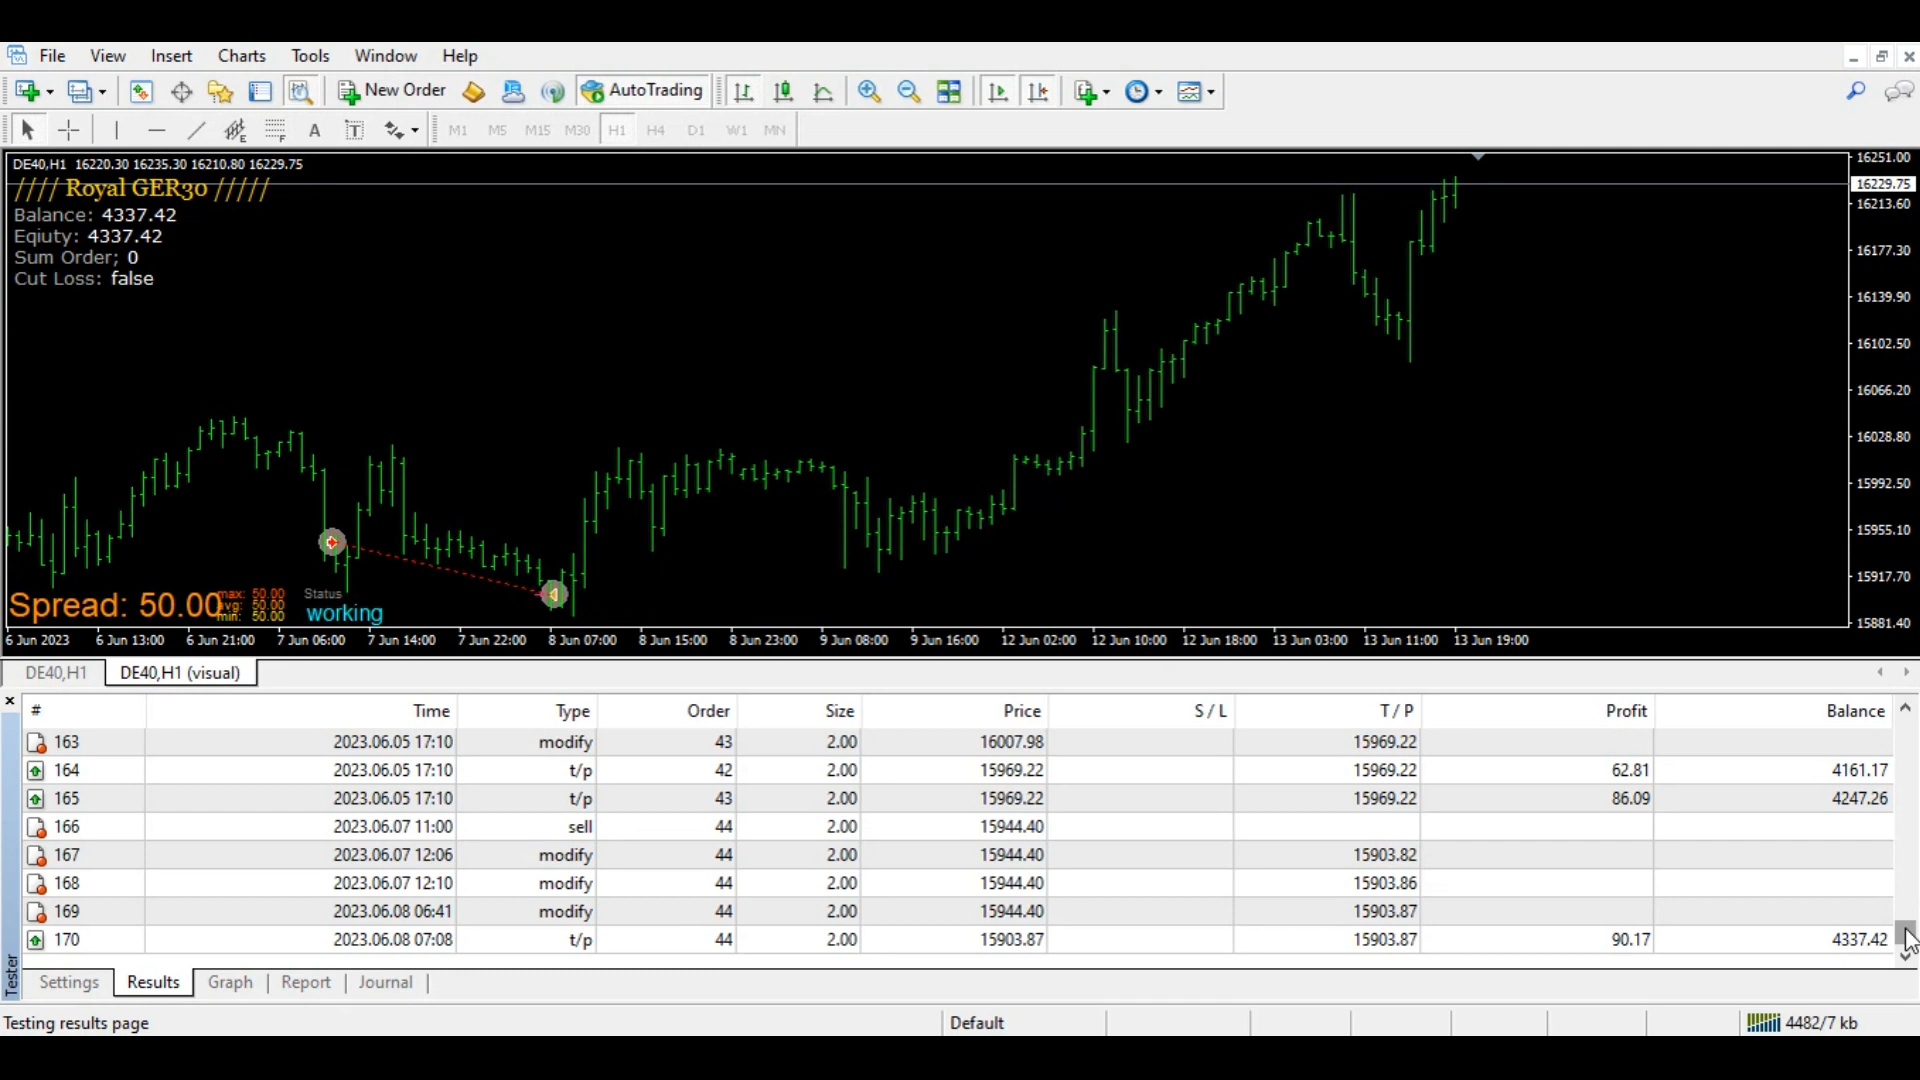 File View Insert Charts Tools Window Help
New Order AutoTrading
E F A T M1 M5 M15 M30 H1 H4 D1 W1 MN
DE40,H1 16220.30 16235.30 16210.80 16229.75
//// Royal GER30 /////
Balance: 4337.42
Eqiuty: 4337.42
Sum Order; 0
Cut Loss: false
16251.00
16229.75
16213.60
16177.30
16139.90
16102.50
16066.20
16028.80
15992.50
15955.10
15917.70
15881.40
Spread: 50.00
max: 50.00
avg: 50.00
min: 50.00
Status
working
6 Jun 2023 6 Jun 13:00 6 Jun 21:00 7 Jun 06:00 7 Jun 14:00 7 Jun 22:00 8 Jun 07:00 8 Jun 15:00 8 Jun 23:00 9 Jun 08:00 9 Jun 16:00 12 Jun 02:00 12 Jun 10:00 12 Jun 18:00 13 Jun 03:00 13 Jun 11:00 13 Jun 19:00
DE40,H1 DE40,H1 (visual)
# Time Type Order Size Price S / L T / P Profit Balance
163 2023.06.05 17:10 modify 43 2.00 16007.98 15969.22
164 2023.06.05 17:10 t/p 42 2.00 15969.22 15969.22 62.81 4161.17
165 2023.06.05 17:10 t/p 43 2.00 15969.22 15969.22 86.09 4247.26
166 2023.06.07 11:00 sell 44 2.00 15944.40
167 2023.06.07 12:06 modify 44 2.00 15944.40 15903.82
168 2023.06.07 12:10 modify 44 2.00 15944.40 15903.86
169 2023.06.08 06:41 modify 44 2.00 15944.40 15903.87
170 2023.06.08 07:08 t/p 44 2.00 15903.87 15903.87 90.17 4337.42
Tester
Settings Results Graph Report Journal
Testing results page Default 4482/7 kb